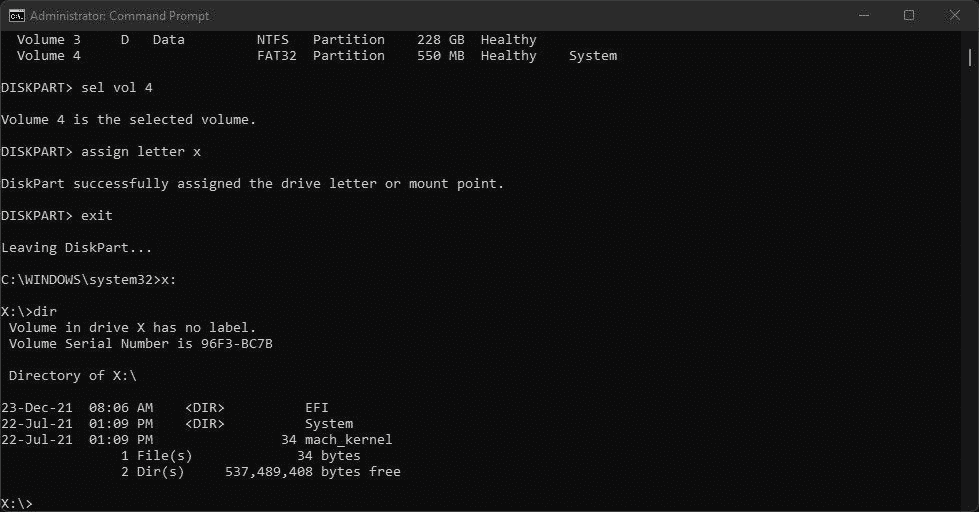 Administrator: Command Prompt
  Volume 3     D   Data         NTFS   Partition    228 GB  Healthy
  Volume 4                      FAT32  Partition    550 MB  Healthy    System
DISKPART> sel vol 4
Volume 4 is the selected volume.
DISKPART> assign letter x
DiskPart successfully assigned the drive letter or mount point.
DISKPART> exit
Leaving DiskPart...
C:\WINDOWS\system32>x:
X:\>dir
 Volume in drive X has no label.
 Volume Serial Number is 96F3-BC7B
 Directory of X:\
23-Dec-21  08:06 AM    <DIR>          EFI
22-Jul-21  01:09 PM    <DIR>          System
22-Jul-21  01:09 PM                34 mach_kernel
               1 File(s)             34 bytes
               2 Dir(s)     537,489,408 bytes free
X:\>